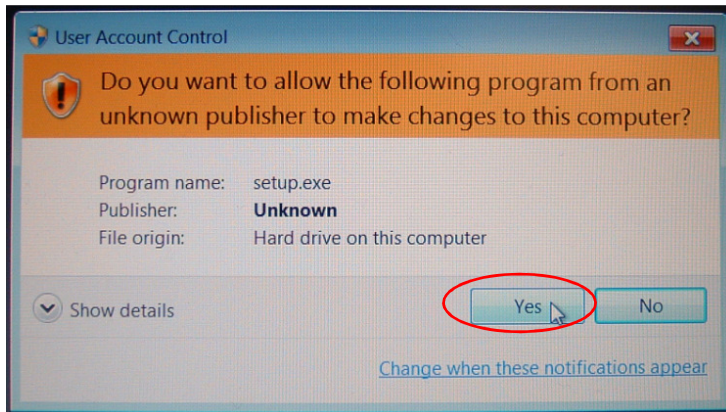 User Account Control
Do you want to allow the following program from an
unknown publisher to make changes to this computer?
Program name: setup.exe
Publisher: Unknown
File origin: Hard drive on this computer
Show details
Yes No
Change when these notifications appear